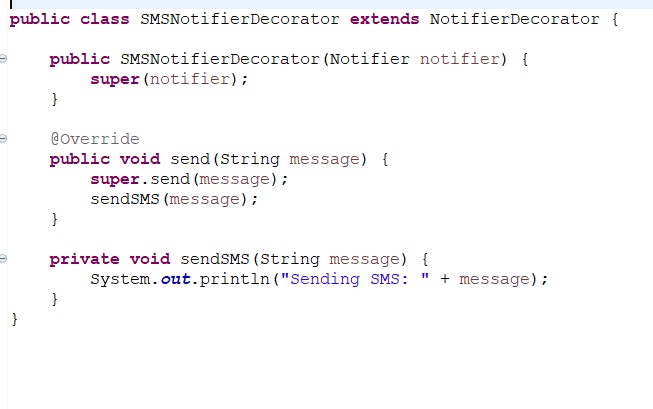 public class SMSNotifierDecorator extends NotifierDecorator {
public SMSNotifierDecorator(Notifier notifier) {
super(notifier);
}
@Override
public void send(String message) {
super.send(message);
sendSMS(message);
}
private void sendSMS(String message) {
System.out.println("Sending SMS: " + message);
}
}